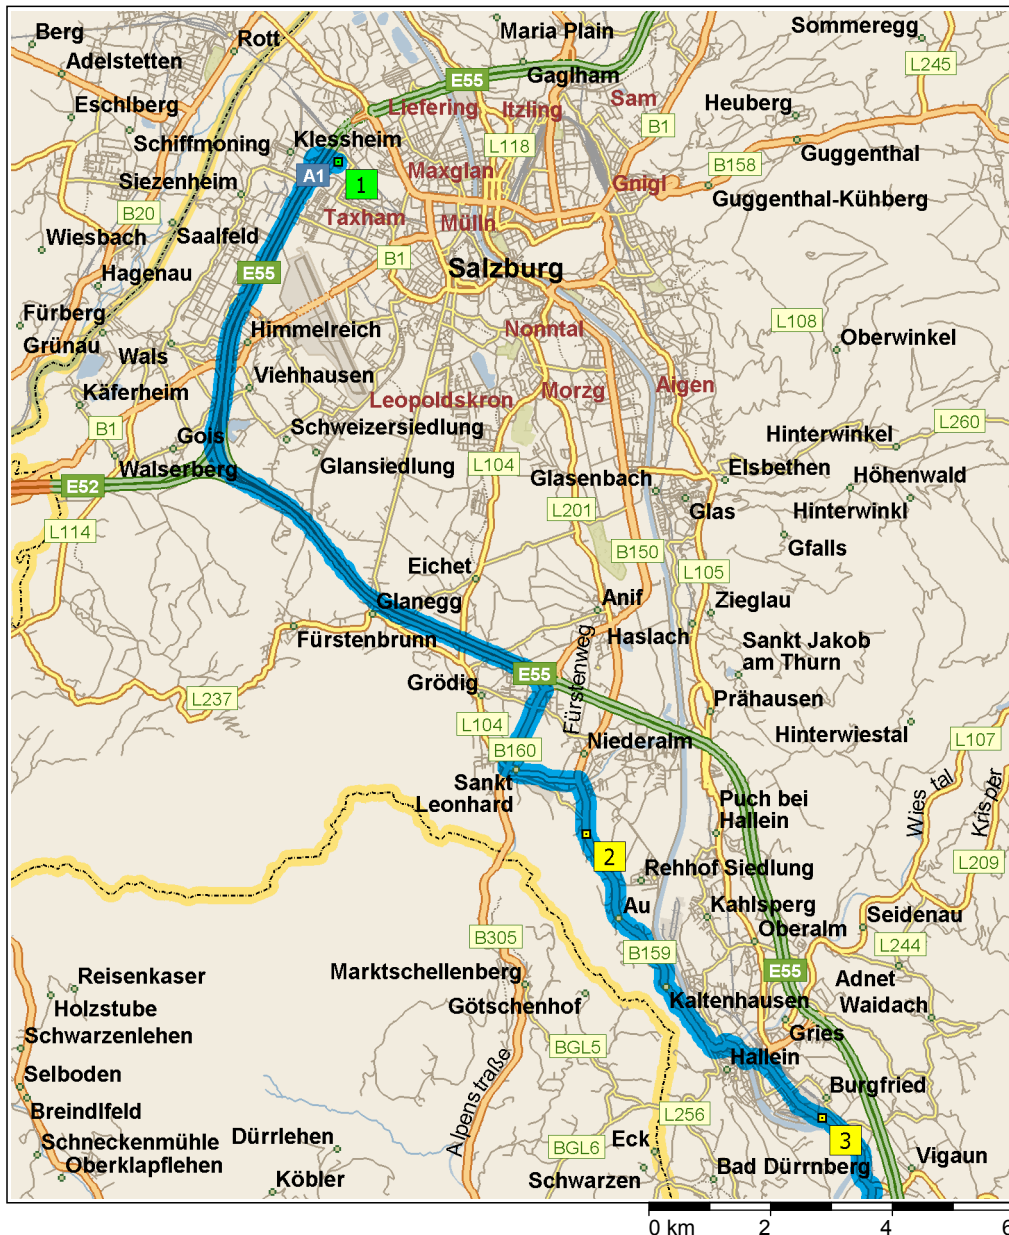 Berg
Rott
Maria Plain
Sommeregg
Adelstetten
E55
Gaglham
L245
Eschlberg
Liefering
Itzling
Sam
Heuberg
Schiffmoning
Klessheim
L118
B1
B158
Guggenthal
A1
1
Maxglan
Siezenheim
Gnigl
Guggenthal-Kühberg
B20
Taxham
Mülln
Wiesbach
Saalfeld
B1
Salzburg
Hagenau
E55
Fürberg
Himmelreich
Nonntal
L108
Oberwinkel
Grünau
Wals
Viehhausen
Käferheim
Leopoldskron
Morzg
Aigen
B1
Gois
Schweizersiedlung
L260
Hinterwinkel
Walserberg
Glansiedlung
L104
Glasenbach
Elsbethen
Höhenwald
E52
L201
Glas
Hinterwinkl
L114
B150
Gfalls
Eichet
L105
Glanegg
Anif
Zieglau
Fürstenbrunn
Haslach
Sankt Jakob
am Thurn
Fürstenweg
E55
Grödig
L237
Prähausen
L104
Hinterwiestal
B160
Niederalm
L107
Sankt
Leonhard
Wies tal
Krispler
Puch bei
Hallein
2
Rehhof Siedlung
L209
Au
Kahlsperg
Seidenau
B305
B159
Oberalm
L244
Marktschellenberg
E55
Adnet
Reisenkaser
Götschenhof
Kaltenhausen
Waidach
Holzstube
Schwarzenlehen
BGL5
Gries
Hallein
Selboden
Alpenstraße
Burgfried
Breindlfeld
L256
Schneckenmühle
Dürrlehen
BGL6
Eck
3
Oberklapflehen
Köbler
Schwarzen
Bad Dürrnberg
Vigaun
0 km
2
4
6